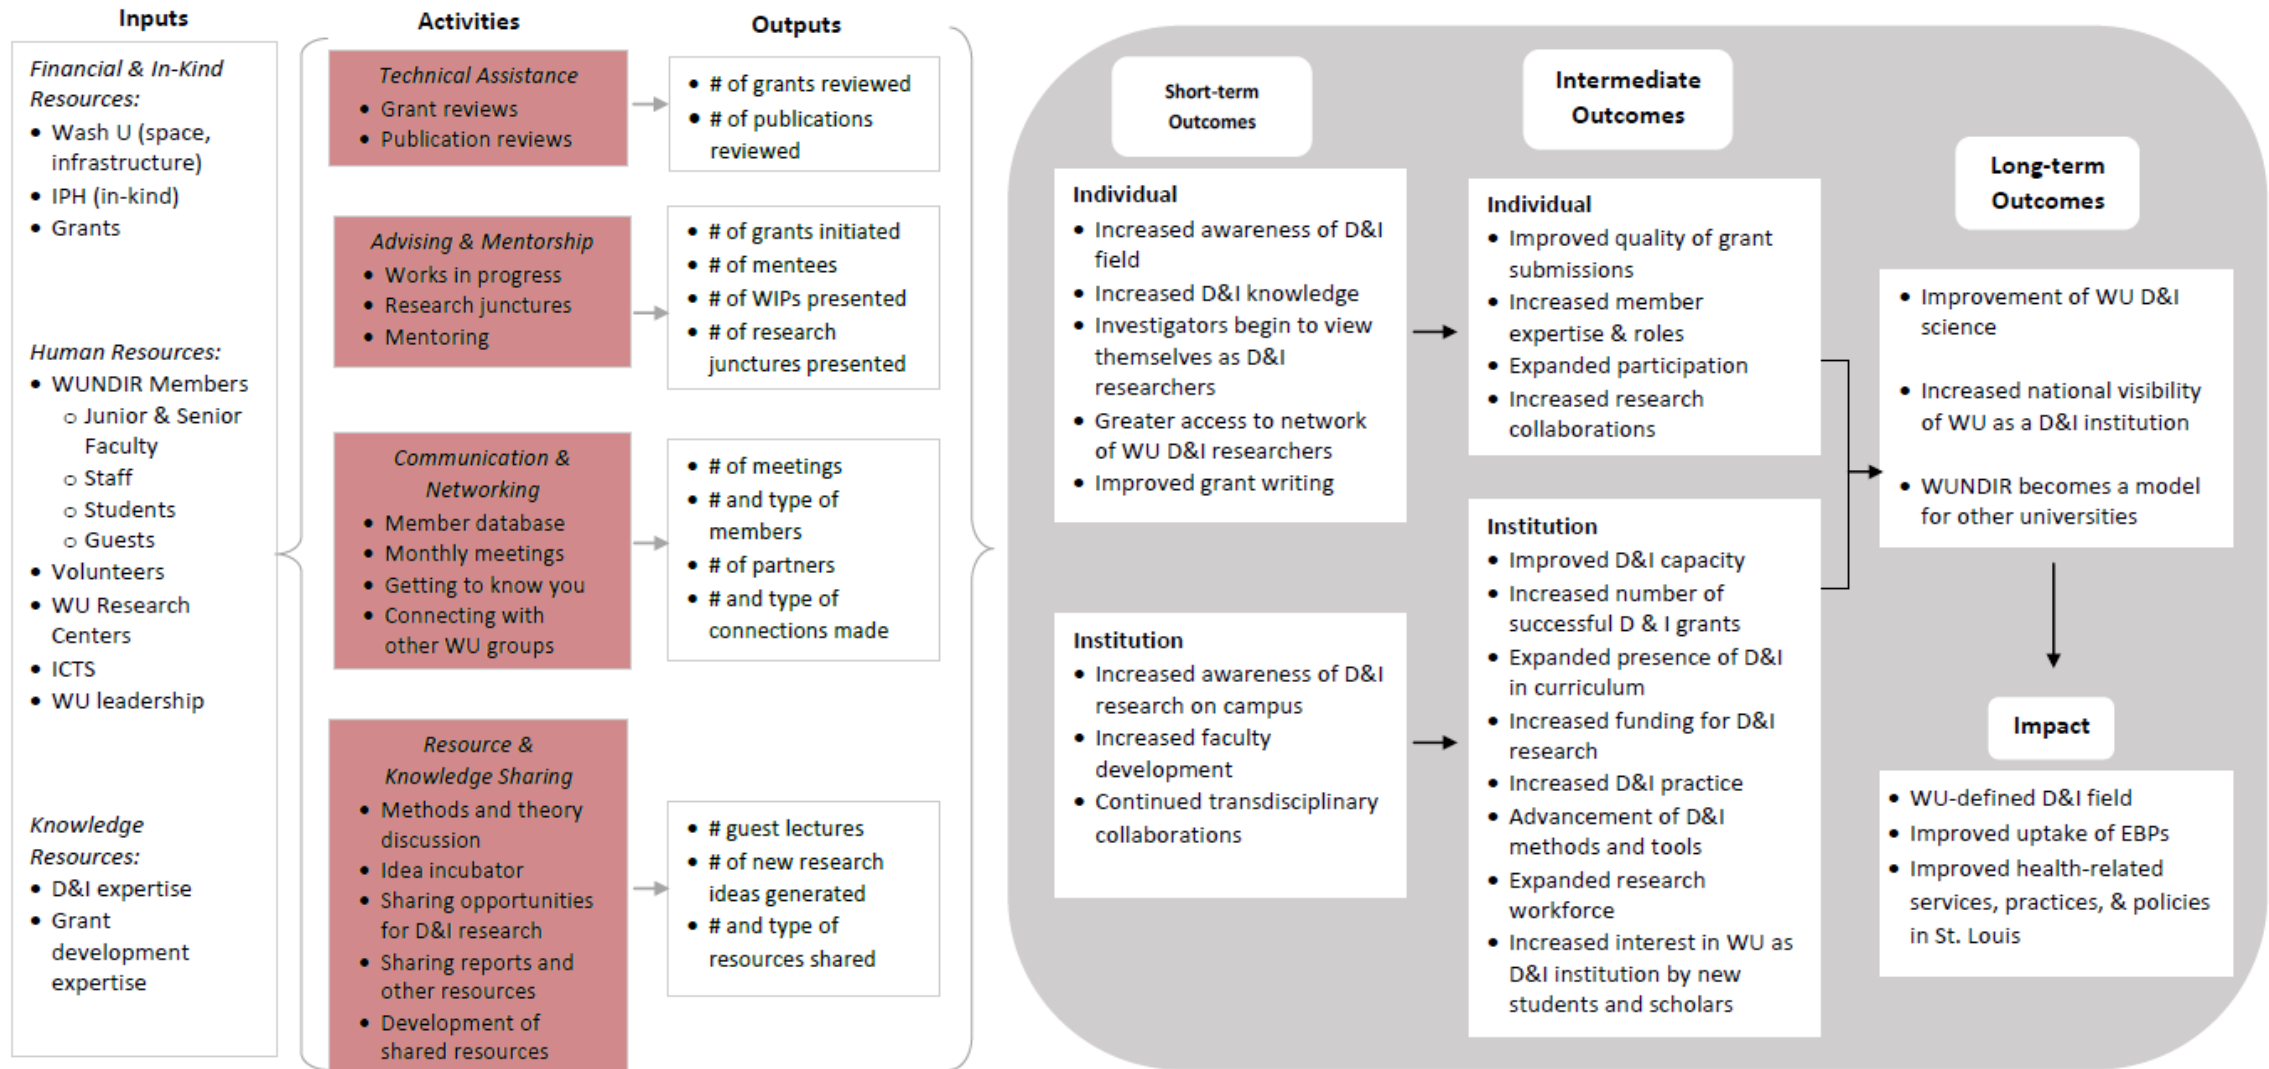 Inputs
Financial & In-Kind
Resources:
• Wash U (space,
infrastructure)
• IPH (in-kind)
• Grants
Human Resources:
• WUNDIR Members
o Junior & Senior
Faculty
o Staff
o Students
o Guests
• Volunteers
• WU Research
Centers
• ICTS
• WU leadership
Knowledge
Resources:
• D&I expertise
• Grant
development
expertise
Activities
Technical Assistance
• Grant reviews
• Publication reviews
Advising & Mentorship
• Works in progress
• Research junctures
• Mentoring
Communication &
Networking
• Member database
• Monthly meetings
• Getting to know you
• Connecting with
other WU groups
Resource &
Knowledge Sharing
• Methods and theory
discussion
• Idea incubator
• Sharing opportunities
for D&I research
• Sharing reports and
other resources
• Development of
shared resources
Outputs
• # of grants reviewed
• # of publications
reviewed
• # of grants initiated
• # of mentees
• # of WIPs presented
• # of research
junctures presented
• # of meetings
• # and type of
members
• # of partners
• # and type of
connections made
• # guest lectures
• # of new research
ideas generated
• # and type of
resources shared
Short-term
Outcomes
Individual
• Increased awareness of D&I
field
• Increased D&I knowledge
• Investigators begin to view
themselves as D&I
researchers
• Greater access to network
of WU D&I researchers
• Improved grant writing
Institution
• Increased awareness of D&I
research on campus
• Increased faculty
development
• Continued transdisciplinary
collaborations
Intermediate
Outcomes
Individual
• Improved quality of grant
submissions
• Increased member
expertise & roles
• Expanded participation
• Increased research
collaborations
Institution
• Improved D&I capacity
• Increased number of
successful D & I grants
• Expanded presence of D&I
in curriculum
• Increased funding for D&I
research
• Increased D&I practice
• Advancement of D&I
methods and tools
• Expanded research
workforce
• Increased interest in WU as
D&I institution by new
students and scholars
Long-term
Outcomes
• Improvement of WU D&I
science
• Increased national visibility
of WU as a D&I institution
• WUNDIR becomes a model
for other universities
Impact
• WU-defined D&I field
• Improved uptake of EBPs
• Improved health-related
services, practices, & policies
in St. Louis